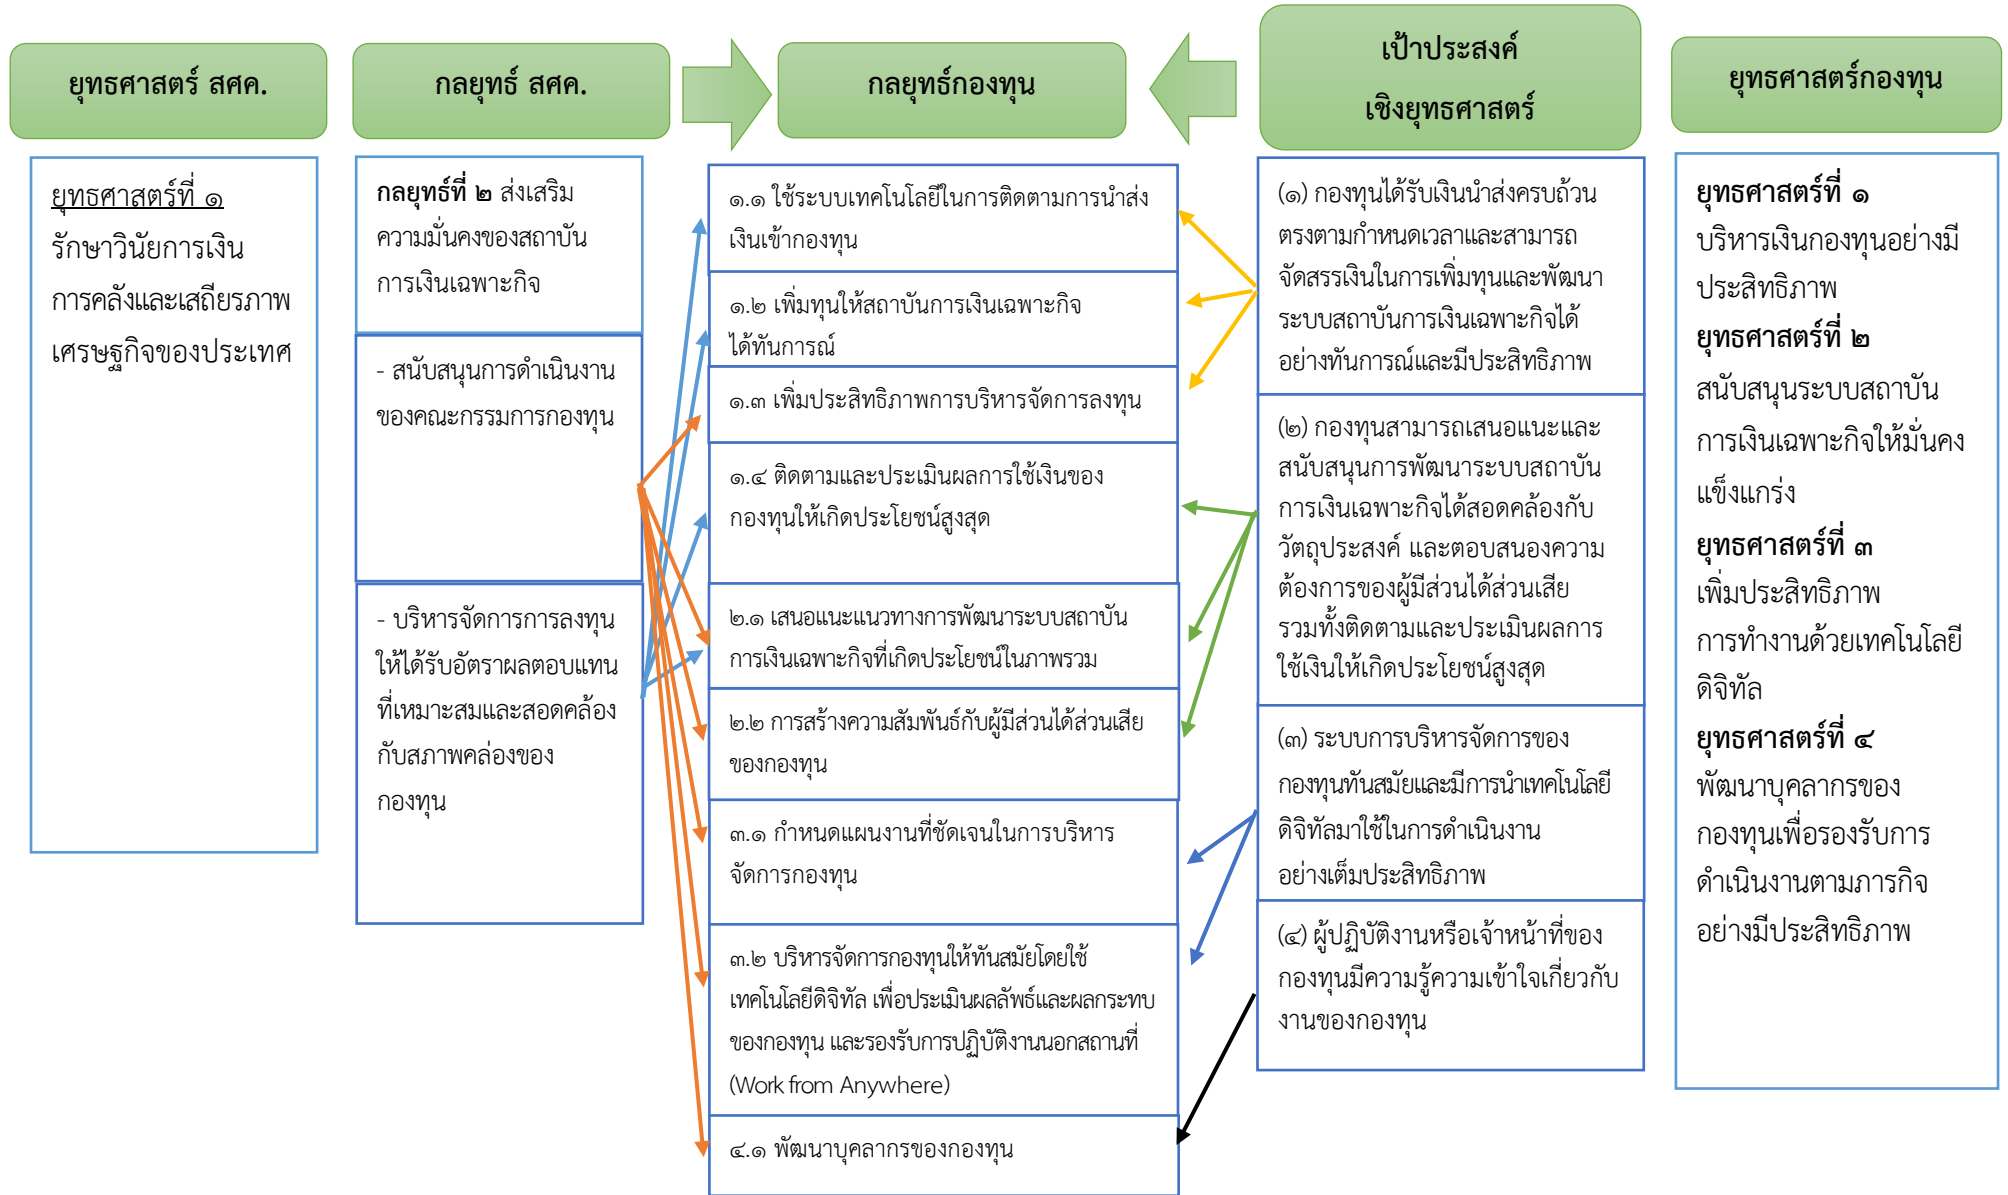 ยุทธศาสตร์ สศค.
กลยุทธ์ สศค.
กลยุทธ์กองทุน
เป้าประสงค์
เชิงยุทธศาสตร์
ยุทธศาสตร์กองทุน
ยุทธศาสตร์ที่ ๑
รักษาวินัยการเงิน
การคลังและเสถียรภาพ
เศรษฐกิจของประเทศ
กลยุทธ์ที่ ๒ ส่งเสริม
ความมั่นคงของสถาบัน
การเงินเฉพาะกิจ
- สนับสนุนการดำเนินงาน
ของคณะกรรมการกองทุน
- บริหารจัดการการลงทุน
ให้ได้รับอัตราผลตอบแทน
ที่เหมาะสมและสอดคล้อง
กับสภาพคล่องของ
กองทุน
๑.๑ ใช้ระบบเทคโนโลยีในการติดตามการนำส่ง
เงินเข้ากองทุน
๑.๒ เพิ่มทุนให้สถาบันการเงินเฉพาะกิจ
ได้ทันการณ์
๑.๓ เพิ่มประสิทธิภาพการบริหารจัดการลงทุน
๑.๔ ติดตามและประเมินผลการใช้เงินของ
กองทุนให้เกิดประโยชน์สูงสุด
๒.๑ เสนอแนะแนวทางการพัฒนาระบบสถาบัน
การเงินเฉพาะกิจที่เกิดประโยชน์ในภาพรวม
๒.๒ การสร้างความสัมพันธ์กับผู้มีส่วนได้ส่วนเสีย
ของกองทุน
๓.๑ กำหนดแผนงานที่ชัดเจนในการบริหาร
จัดการกองทุน
๓.๒ บริหารจัดการกองทุนให้ทันสมัยโดยใช้
เทคโนโลยีดิจิทัล เพื่อประเมินผลลัพธ์และผลกระทบ
ของกองทุน และรองรับการปฏิบัติงานนอกสถานที่
(Work from Anywhere)
๔.๑ พัฒนาบุคลากรของกองทุน
(๑) กองทุนได้รับเงินนำส่งครบถ้วน
ตรงตามกำหนดเวลาและสามารถ
จัดสรรเงินในการเพิ่มทุนและพัฒนา
ระบบสถาบันการเงินเฉพาะกิจได้
อย่างทันการณ์และมีประสิทธิภาพ
(๒) กองทุนสามารถเสนอแนะและ
สนับสนุนการพัฒนาระบบสถาบัน
การเงินเฉพาะกิจได้สอดคล้องกับ
วัตถุประสงค์ และตอบสนองความ
ต้องการของผู้มีส่วนได้ส่วนเสีย
รวมทั้งติดตามและประเมินผลการ
ใช้เงินให้เกิดประโยชน์สูงสุด
(๓) ระบบการบริหารจัดการของ
กองทุนทันสมัยและมีการนำเทคโนโลยี
ดิจิทัลมาใช้ในการดำเนินงาน
อย่างเต็มประสิทธิภาพ
(๔) ผู้ปฏิบัติงานหรือเจ้าหน้าที่ของ
กองทุนมีความรู้ความเข้าใจเกี่ยวกับ
งานของกองทุน
ยุทธศาสตร์ที่ ๑
บริหารเงินกองทุนอย่างมี
ประสิทธิภาพ
ยุทธศาสตร์ที่ ๒
สนับสนุนระบบสถาบัน
การเงินเฉพาะกิจให้มั่นคง
แข็งแกร่ง
ยุทธศาสตร์ที่ ๓
เพิ่มประสิทธิภาพ
การทำงานด้วยเทคโนโลยี
ดิจิทัล
ยุทธศาสตร์ที่ ๔
พัฒนาบุคลากรของ
กองทุนเพื่อรองรับการ
ดำเนินงานตามภารกิจ
อย่างมีประสิทธิภาพ